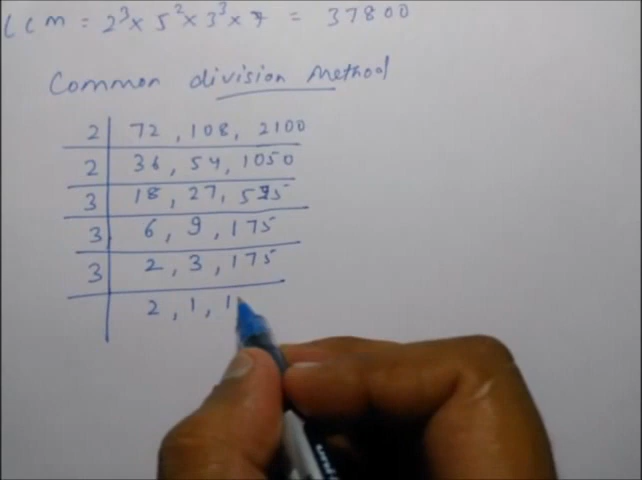 LCM = 2³ × 5² × 3³ × 7 = 37800
Common division Method
2 | 72 , 108 , 2100
2 | 36 , 54 , 1050
3 | 18 , 27 , 525
3 | 6 , 9 , 175
3 | 2 , 3 , 175
2 , 1 , 1